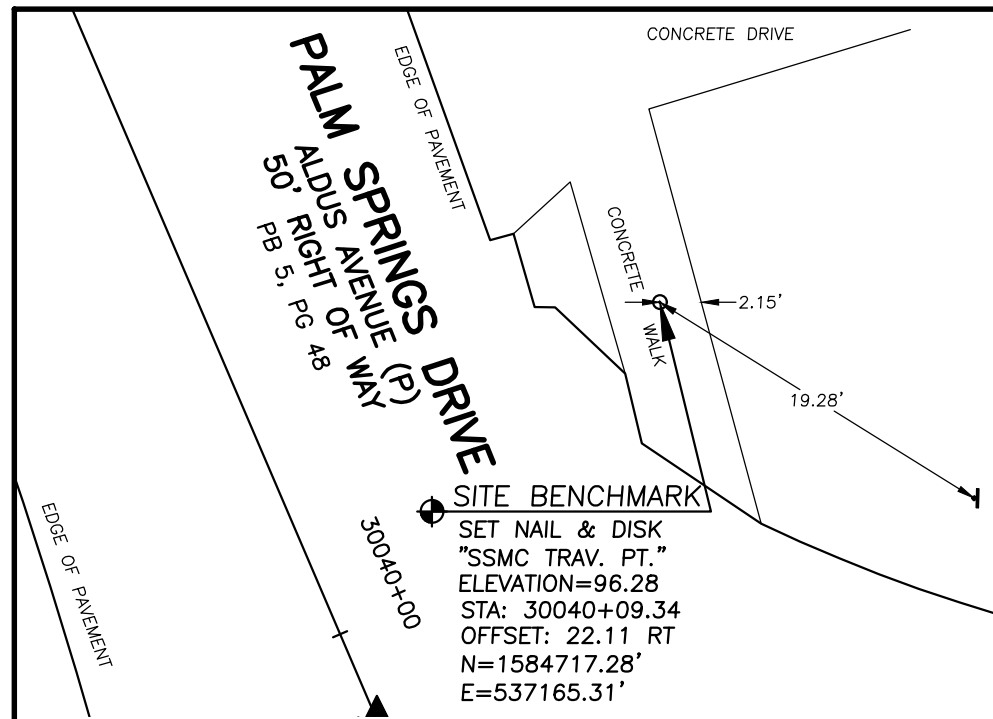 CONCRETE DRIVE
EDGE OF PAVEMENT
PALM SPRINGS DRIVE
ALDUS AVENUE (P)
50' RIGHT OF WAY
PB 5, PG 48
CONCRETE
WALK
2.15'
19.28'
SITE BENCHMARK
SET NAIL & DISK
"SSMC TRAV. PT."
ELEVATION=96.28
STA: 30040+09.34
OFFSET: 22.11 RT
N=1584717.28'
E=537165.31'
30040+00
EDGE OF PAVEMENT